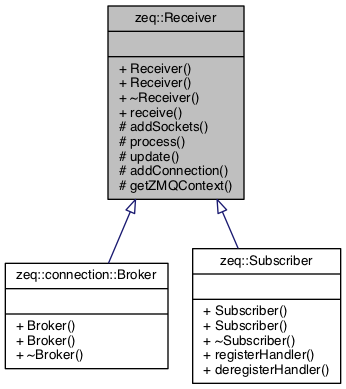 zeq::Receiver
+ Receiver()
+ Receiver()
+ ~Receiver()
+ receive()
# addSockets()
# process()
# update()
# addConnection()
# getZMQContext()
zeq::connection::Broker
+ Broker()
+ Broker()
+ ~Broker()
zeq::Subscriber
+ Subscriber()
+ Subscriber()
+ ~Subscriber()
+ registerHandler()
+ deregisterHandler()